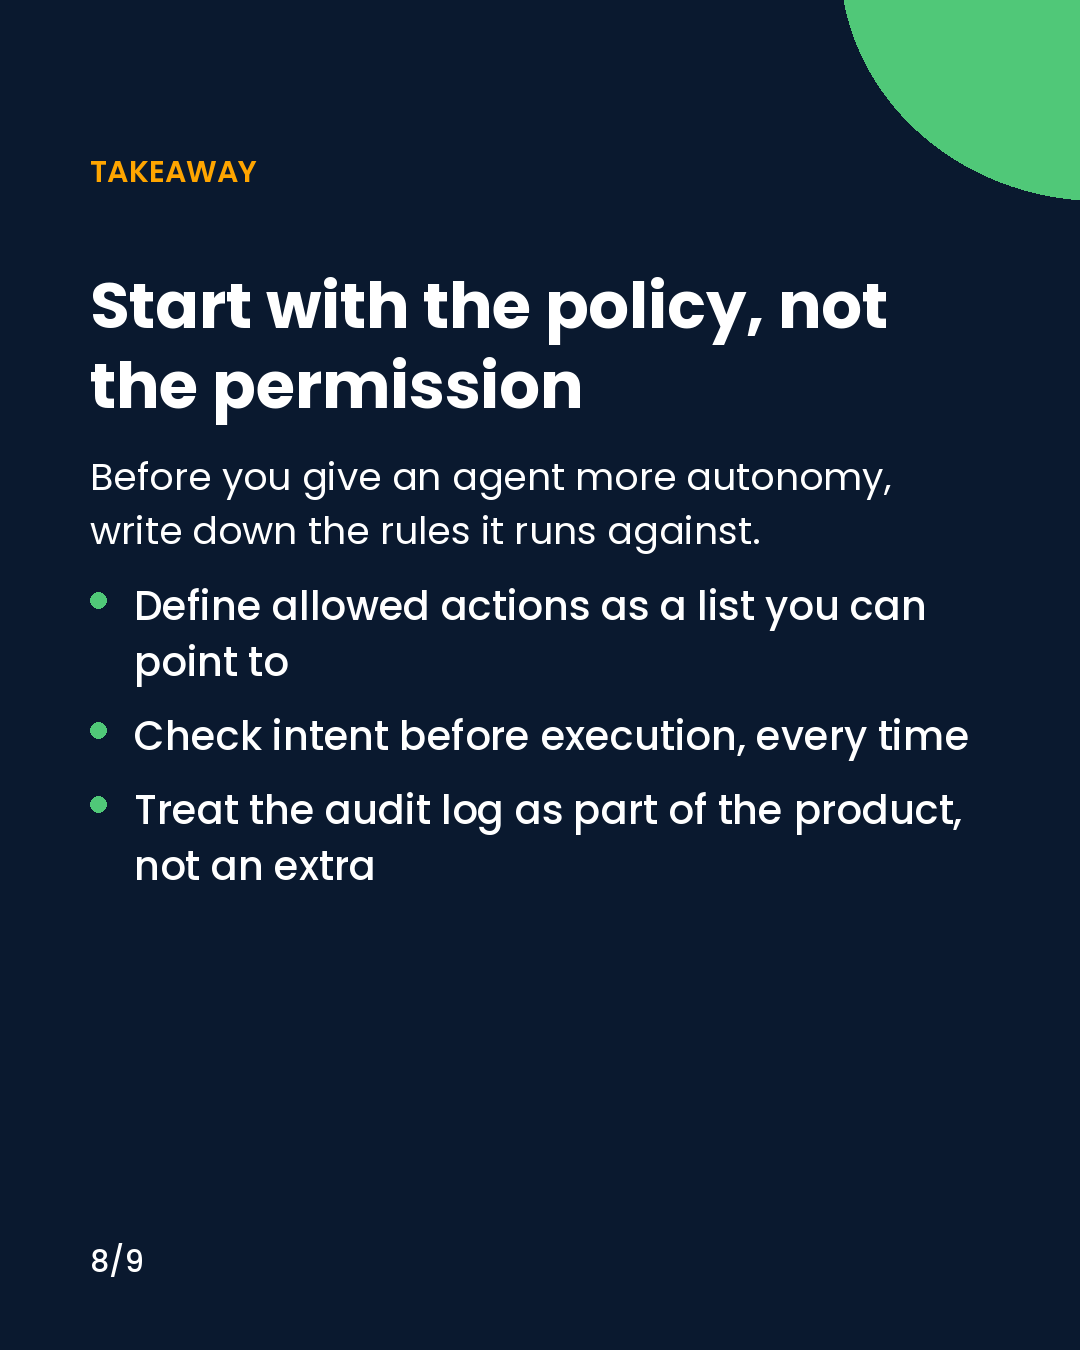 TAKEAWAY
Start with the policy, not
the permission
Before you give an agent more autonomy,
write down the rules it runs against.
Define allowed actions as a list you can
point to
Check intent before execution, every time
Treat the audit log as part of the product,
not an extra
8/9